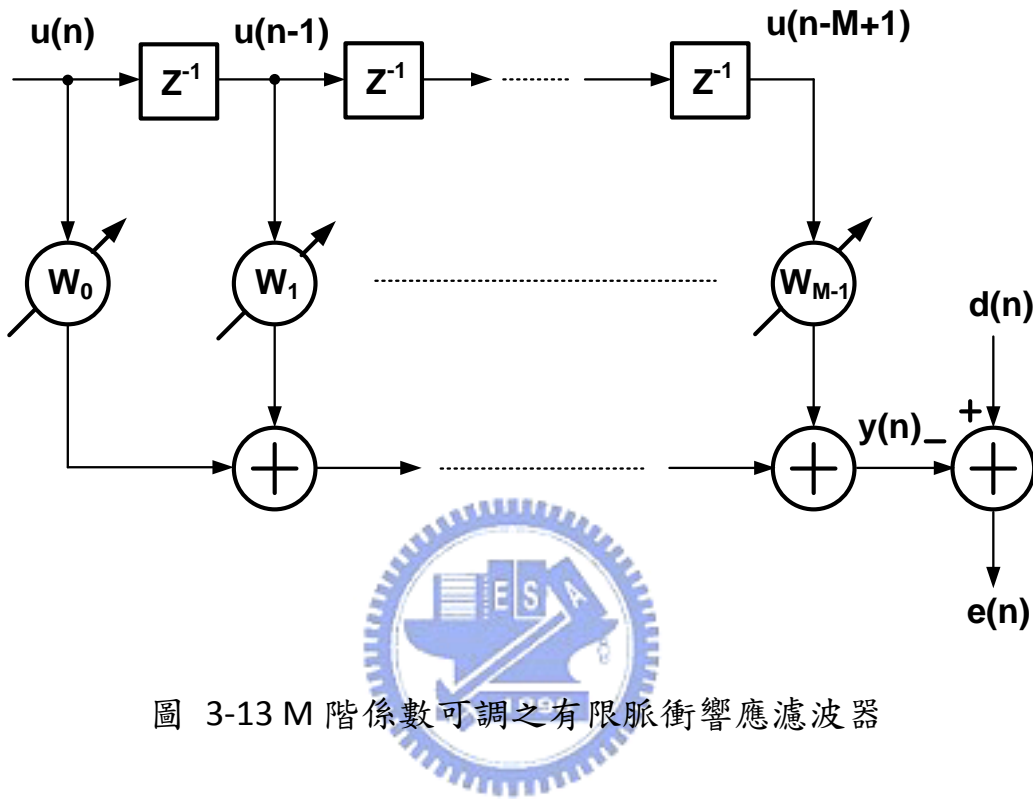 u(n) u(n-1) u(n-M+1)
Z⁻¹ Z⁻¹ Z⁻¹
W₀ W₁ W_{M-1}
d(n)
+
y(n) −
e(n)
E S A
圖 3-13 M 階係數可調之有限脈衝響應濾波器